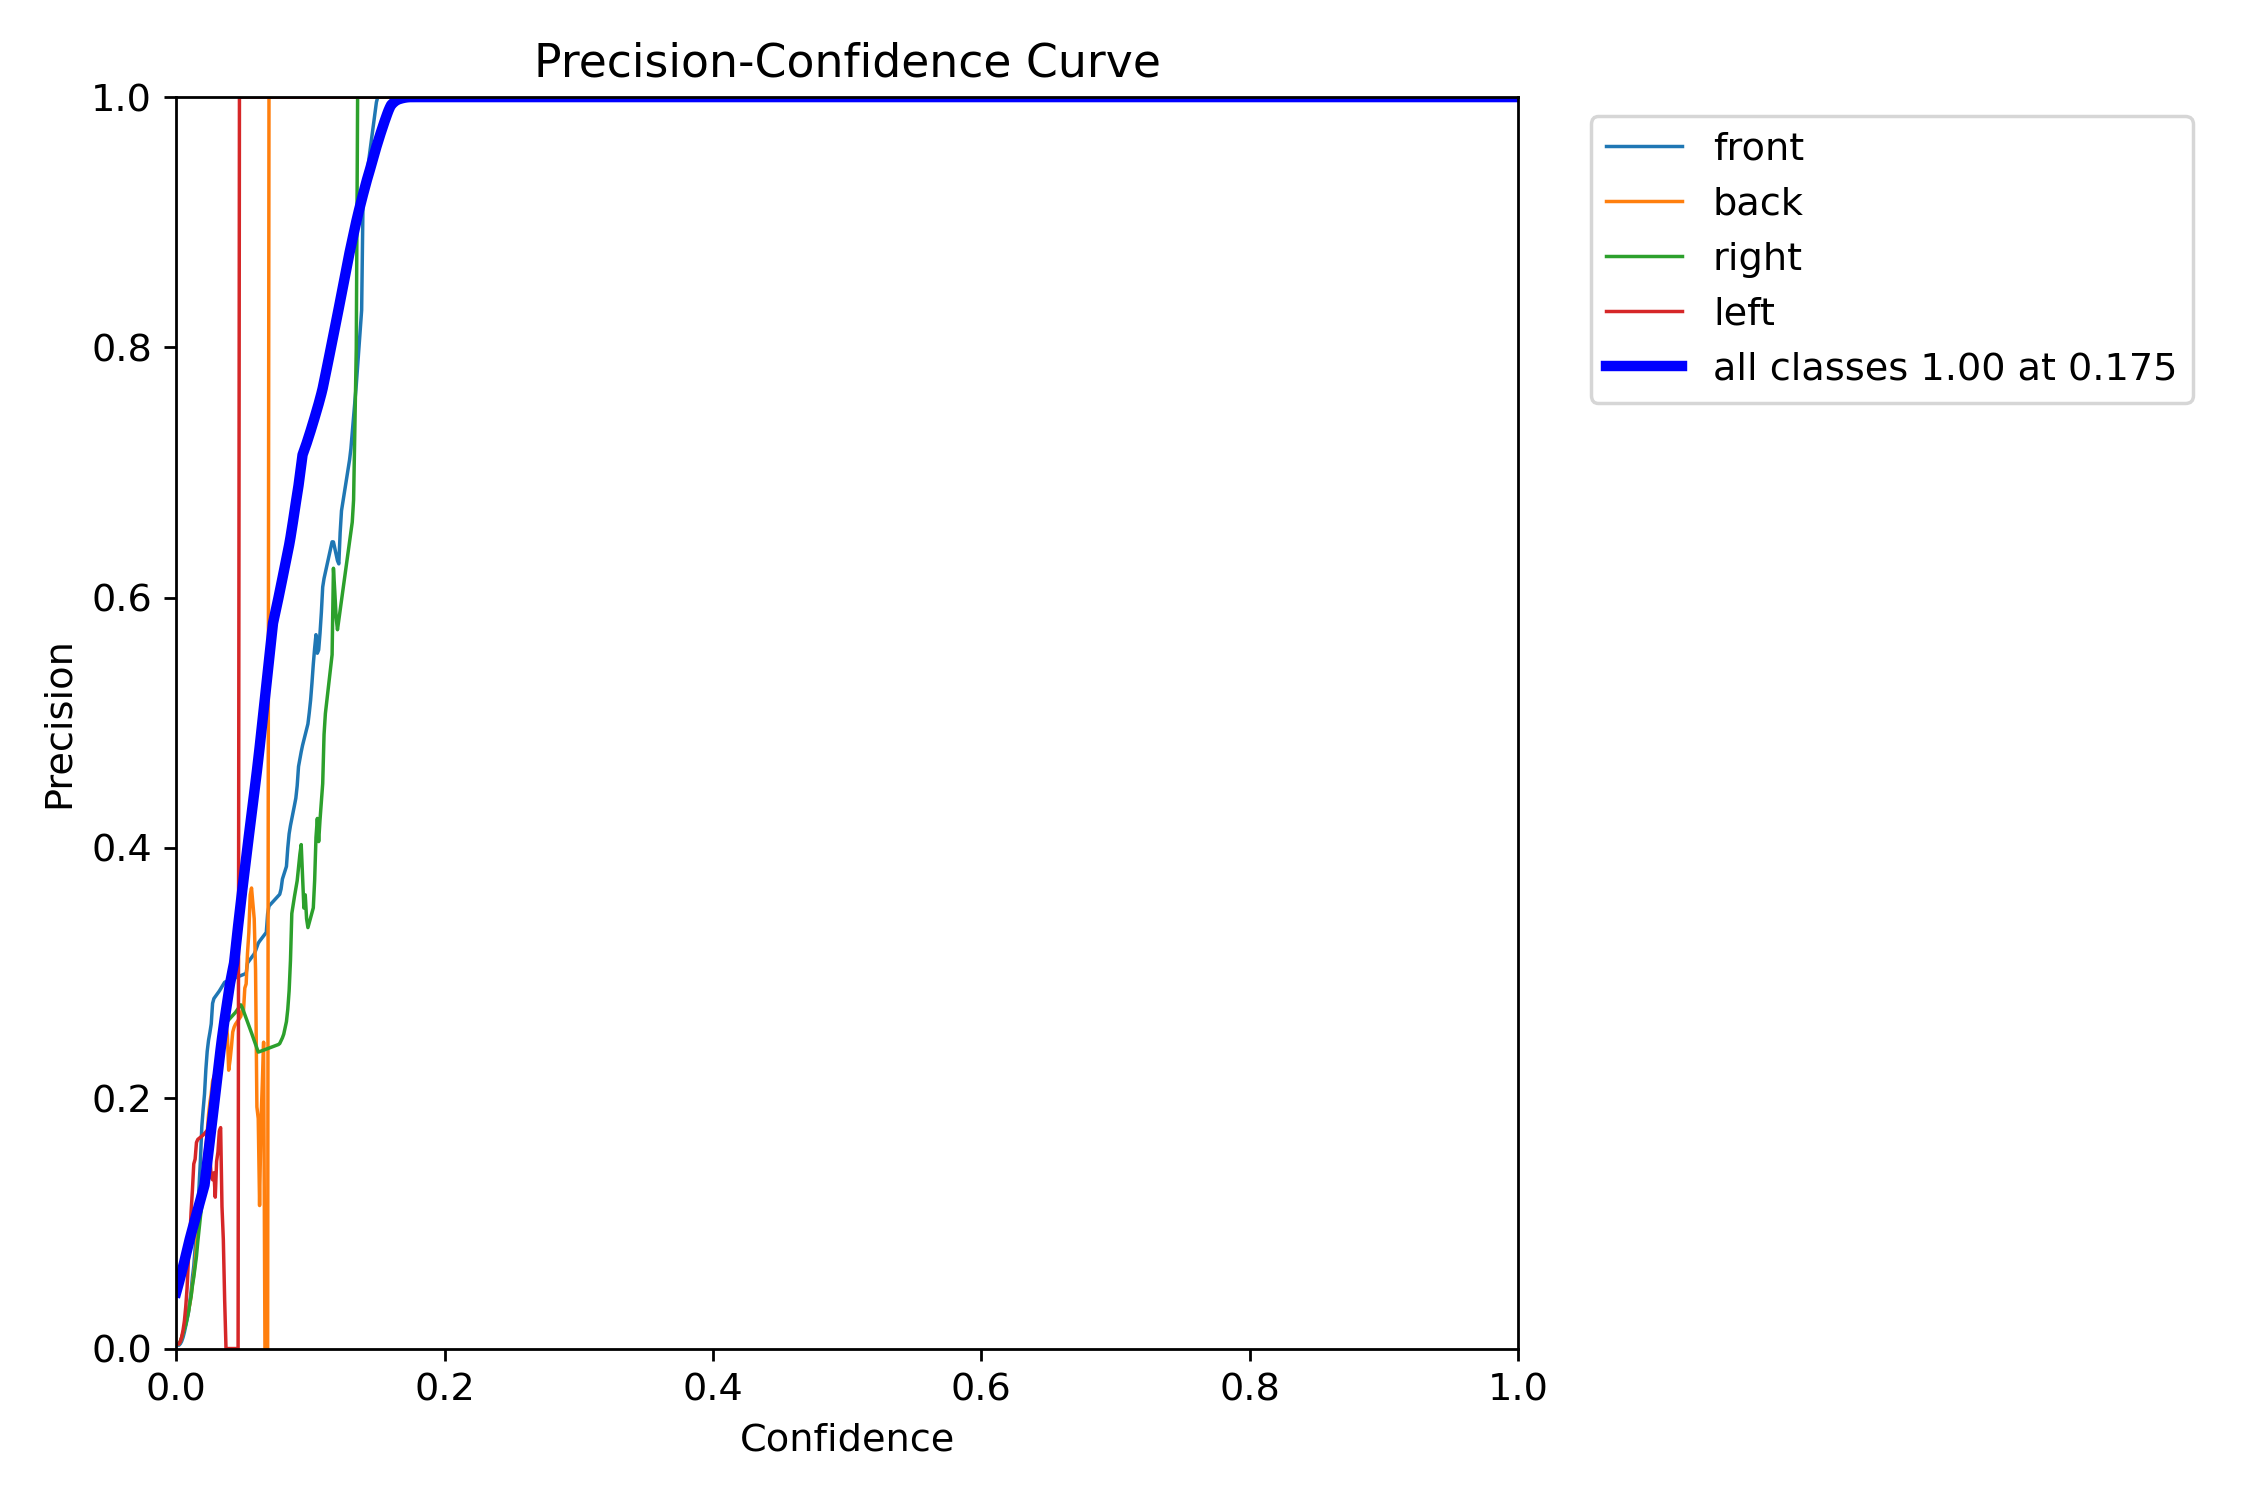 Precision-Confidence Curve
1.0
0.8
0.6
0.4
0.2
0.0
Precision
0.0 0.2 0.4 0.6 0.8 1.0
Confidence
front
back
right
left
all classes 1.00 at 0.175